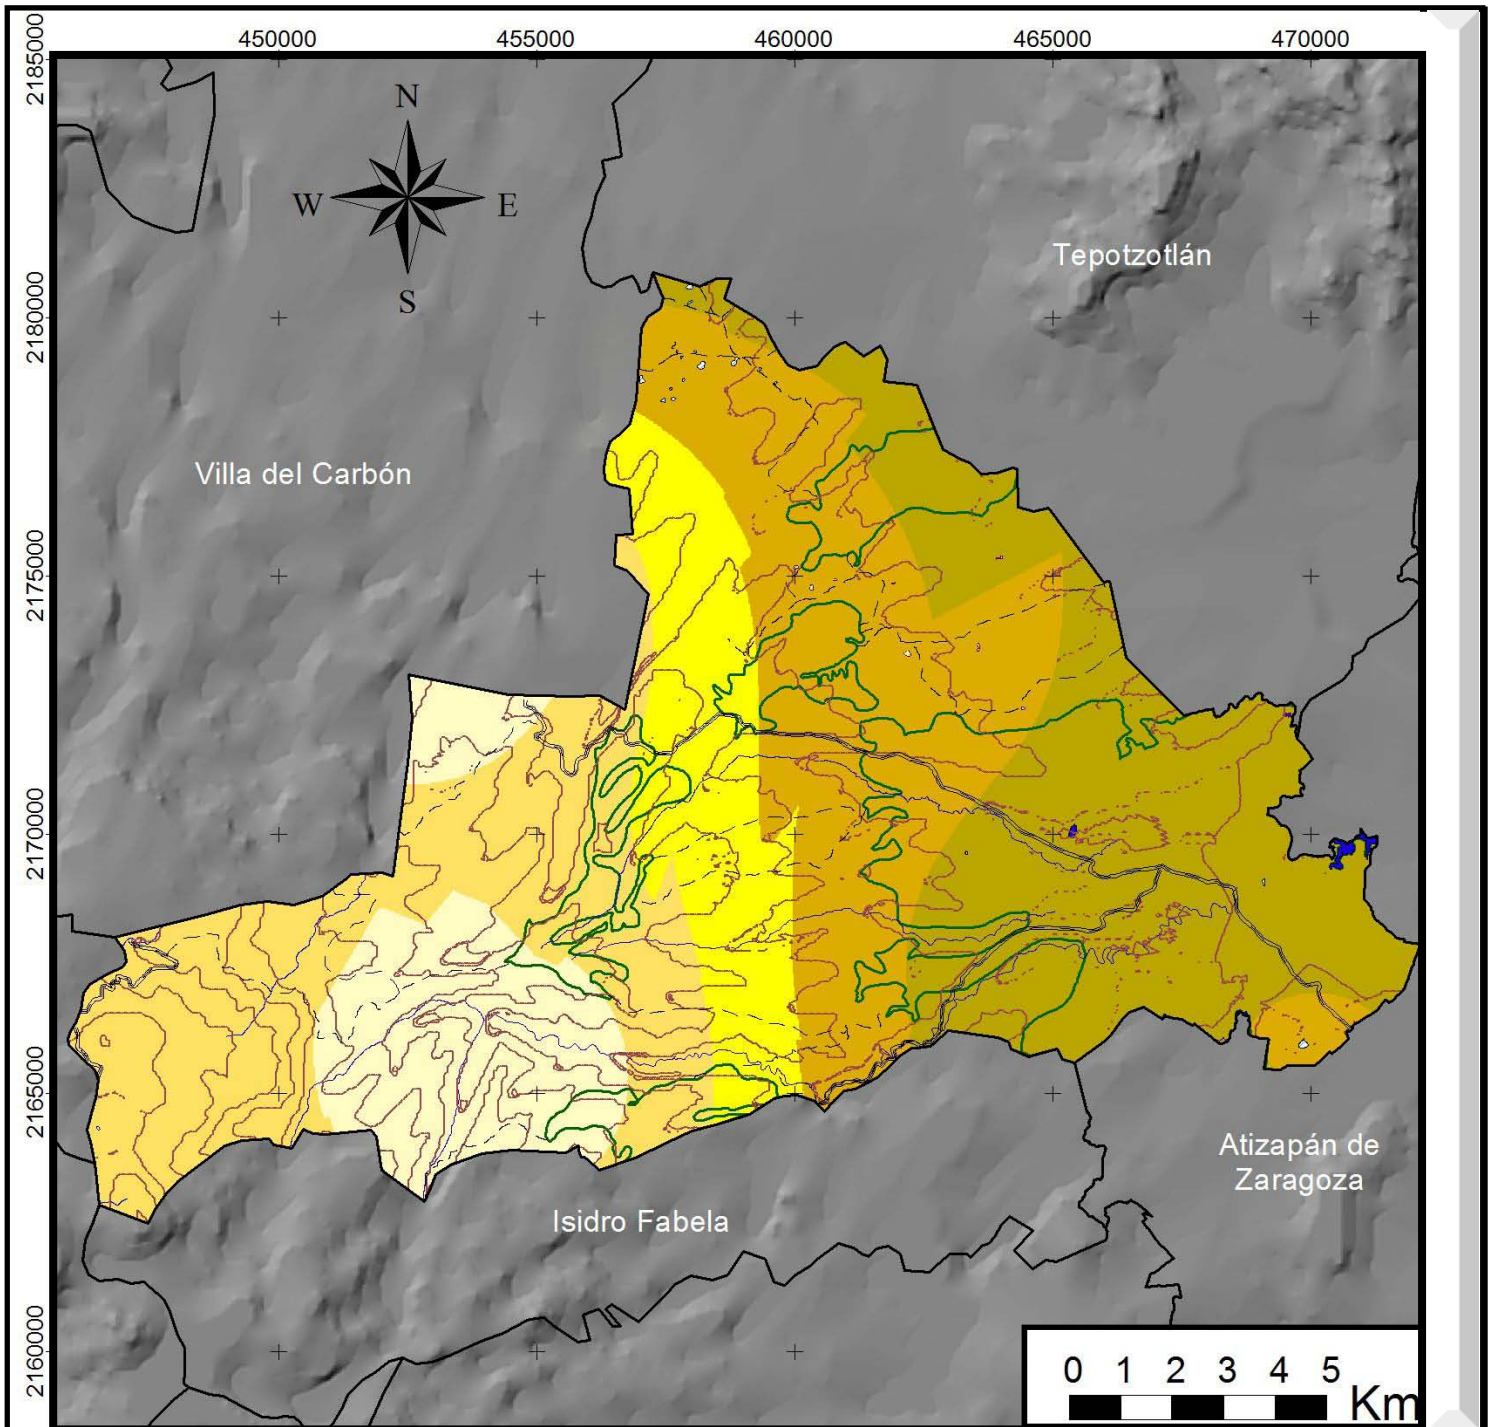 450000 455000 460000 465000 470000
2185000
2180000
2175000
2170000
2165000
2160000
N
W E
S
Tepotzotlán
Villa del Carbón
Atizapán de
Zaragoza
Isidro Fabela
0 1 2 3 4 5
Km